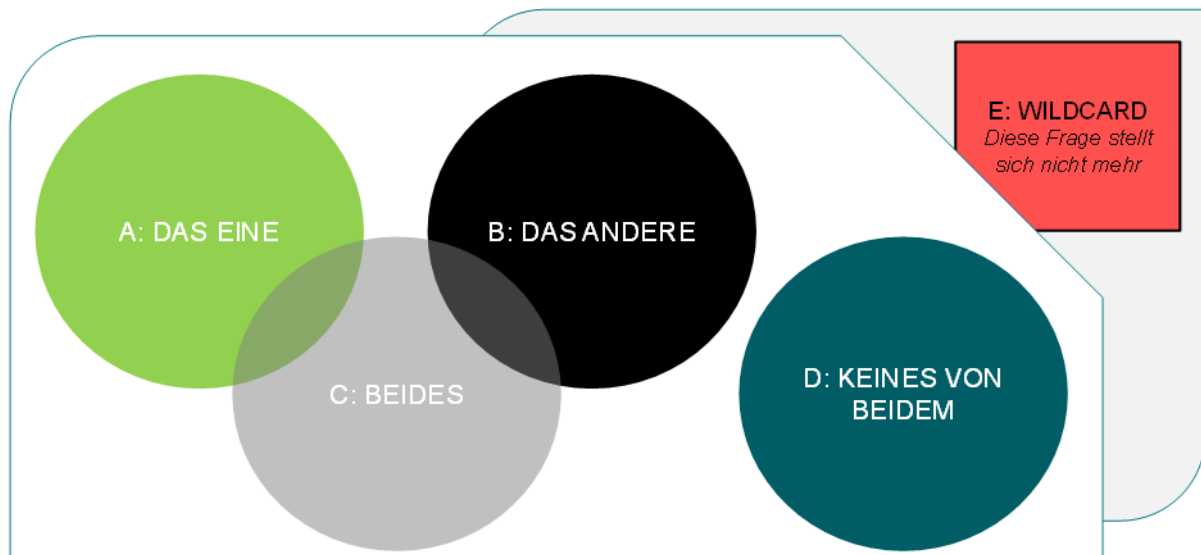 E: WILDCARD
Diese Frage stellt
sich nicht mehr
A: DAS EINE
B: DAS ANDERE
C: BEIDES
D: KEINES VON
BEIDEM